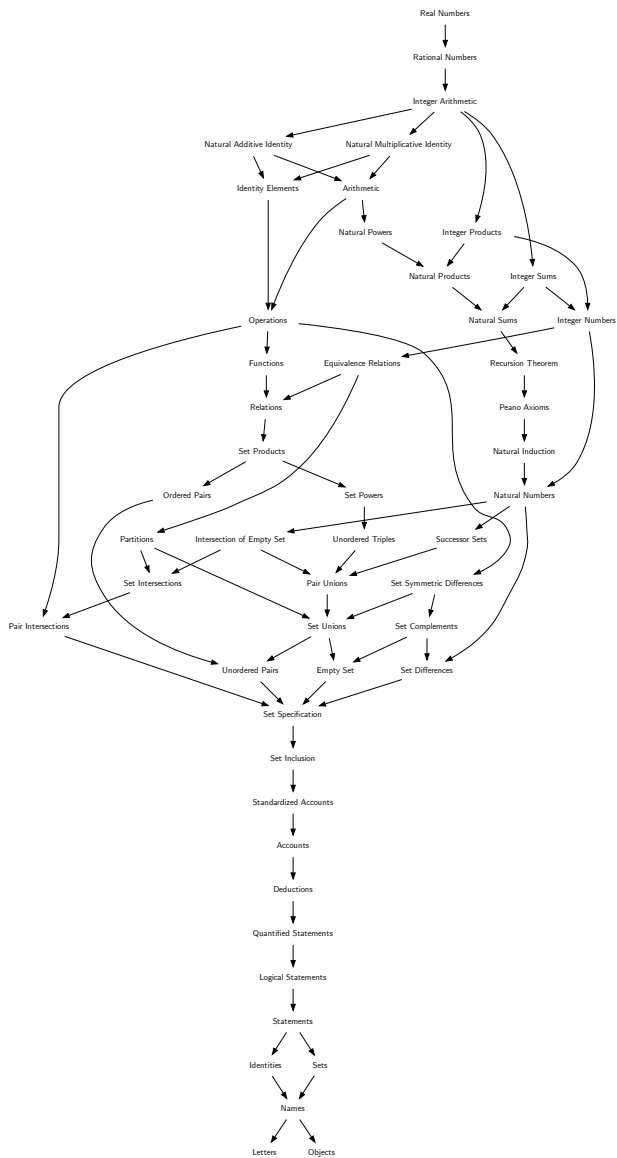 Real Numbers
Rational Numbers
Integer Arithmetic
Natural Additive Identity
Natural Multiplicative Identity
Identity Elements
Arithmetic
Natural Powers
Integer Products
Natural Products
Integer Sums
Operations
Natural Sums
Integer Numbers
Functions
Equivalence Relations
Recursion Theorem
Relations
Peano Axioms
Set Products
Natural Induction
Ordered Pairs
Set Powers
Natural Numbers
Partitions
Intersection of Empty Set
Unordered Triples
Successor Sets
Set Intersections
Pair Unions
Set Symmetric Differences
Pair Intersections
Set Unions
Set Complements
Unordered Pairs
Empty Set
Set Differences
Set Specification
Set Inclusion
Standardized Accounts
Accounts
Deductions
Quantified Statements
Logical Statements
Statements
Identities
Sets
Names
Letters
Objects